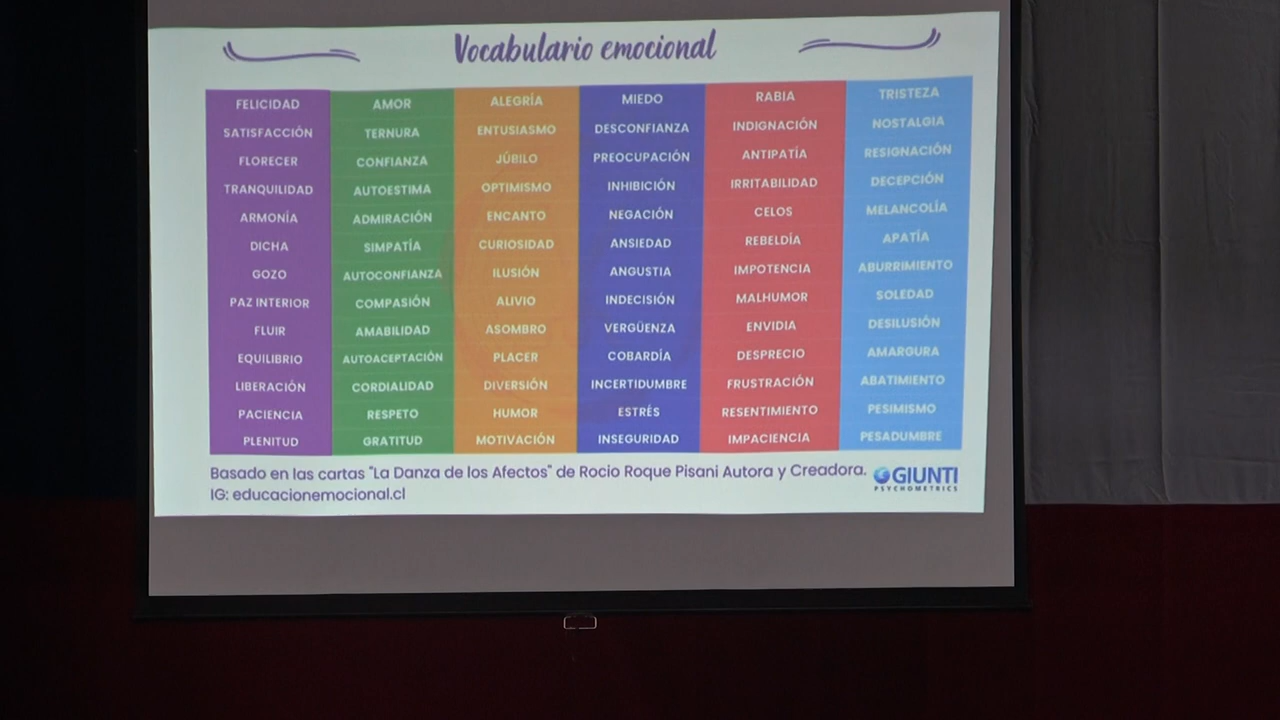 Vocabulario emocional
FELICIDAD AMOR ALEGRÍA MIEDO RABIA TRISTEZA
SATISFACCIÓN TERNURA ENTUSIASMO DESCONFIANZA INDIGNACIÓN NOSTALGIA
FLORECER CONFIANZA JÚBILO PREOCUPACIÓN ANTIPATÍA RESIGNACIÓN
TRANQUILIDAD AUTOESTIMA OPTIMISMO INHIBICIÓN IRRITABILIDAD DECEPCIÓN
ARMONÍA ADMIRACIÓN ENCANTO NEGACIÓN CELOS MELANCOLÍA
DICHA SIMPATÍA CURIOSIDAD ANSIEDAD REBELDÍA APATÍA
GOZO AUTOCONFIANZA ILUSIÓN ANGUSTIA IMPOTENCIA ABURRIMIENTO
PAZ INTERIOR COMPASIÓN ALIVIO INDECISIÓN MALHUMOR SOLEDAD
FLUIR AMABILIDAD ASOMBRO VERGÜENZA ENVIDIA DESILUSIÓN
EQUILIBRIO AUTOACEPTACIÓN PLACER COBARDÍA DESPRECIO AMARGURA
LIBERACIÓN CORDIALIDAD DIVERSIÓN INCERTIDUMBRE FRUSTRACIÓN ABATIMIENTO
PACIENCIA RESPETO HUMOR ESTRÉS RESENTIMIENTO PESIMISMO
PLENITUD GRATITUD MOTIVACIÓN INSEGURIDAD IMPACIENCIA PESADUMBRE
Basado en las cartas "La Danza de los Afectos" de Rocio Roque Pisani Autora y Creadora.
IG: educacionemocional.cl
GIUNTI
PSYCHOMETRICS